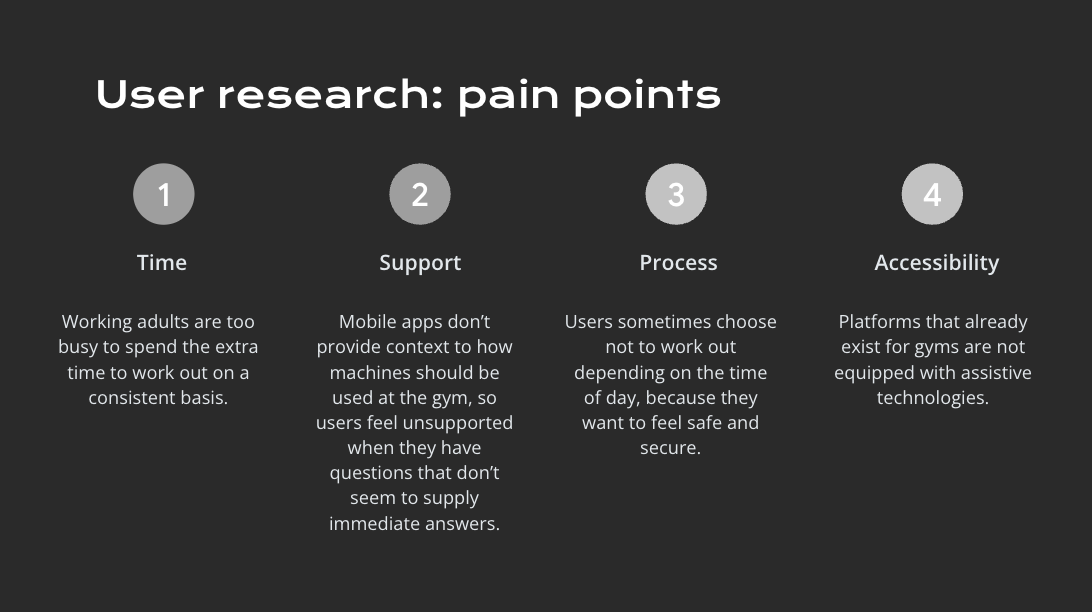 User research: pain points
1
Time
Working adults are too
busy to spend the extra
time to work out on a
consistent basis.
2
Support
Mobile apps don’t
provide context to how
machines should be
used at the gym, so
users feel unsupported
when they have
questions that don’t
seem to supply
immediate answers.
3
Process
Users sometimes choose
not to work out
depending on the time
of day, because they
want to feel safe and
secure.
4
Accessibility
Platforms that already
exist for gyms are not
equipped with assistive
technologies.